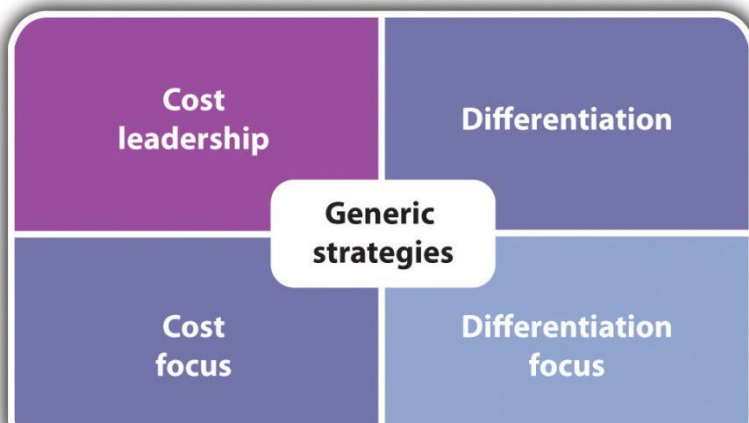 Cost
leadership
Differentiation
Generic
strategies
Cost
focus
Differentiation
focus